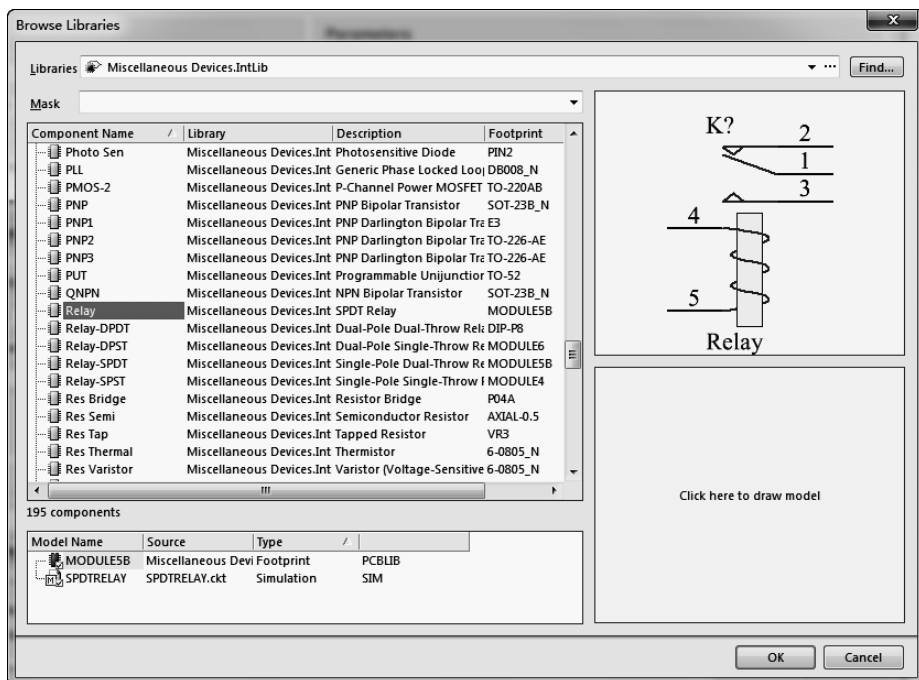 Browse Libraries
Parameters
Libraries Miscellaneous Devices.IntLib Find...
Mask
Component Name Library Description Footprint
Photo Sen Miscellaneous Devices.Int Photosensitive Diode PIN2
PLL Miscellaneous Devices.Int Generic Phase Locked Loo DB008_N
PMOS-2 Miscellaneous Devices.Int P-Channel Power MOSFET TO-220AB
PNP Miscellaneous Devices.Int PNP Bipolar Transistor SOT-23B_N
PNP1 Miscellaneous Devices.Int PNP Darlington Bipolar Tra E3
PNP2 Miscellaneous Devices.Int PNP Darlington Bipolar Tra TO-226-AE
PNP3 Miscellaneous Devices.Int PNP Darlington Bipolar Tra TO-226-AE
PUT Miscellaneous Devices.Int Programmable Unijunction TO-52
QNPN Miscellaneous Devices.Int NPN Bipolar Transistor SOT-23B_N
Relay Miscellaneous Devices.Int SPDT Relay MODULE5B
Relay-DPDT Miscellaneous Devices.Int Dual-Pole Dual-Throw Rela DIP-P8
Relay-DPST Miscellaneous Devices.Int Dual-Pole Single-Throw Re MODULE6
Relay-SPDT Miscellaneous Devices.Int Single-Pole Dual-Throw Re MODULE5B
Relay-SPST Miscellaneous Devices.Int Single-Pole Single-Throw MODULE4
Res Bridge Miscellaneous Devices.Int Resistor Bridge P04A
Res Semi Miscellaneous Devices.Int Semiconductor Resistor AXIAL-0.5
Res Tap Miscellaneous Devices.Int Tapped Resistor VR3
Res Thermal Miscellaneous Devices.Int Thermistor 6-0805_N
Res Varistor Miscellaneous Devices.Int Varistor (Voltage-Sensitive 6-0805_N
195 components
Model Name Source Type
MODULE5B Miscellaneous Devi Footprint PCBLIB
SPDTRELAY SPDTRELAY.ckt Simulation SIM
K?
2
1
3
4
5
Relay
Click here to draw model
OK Cancel